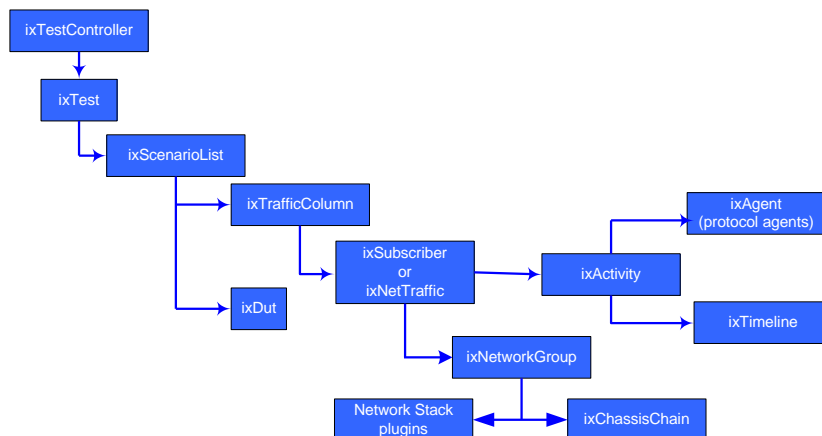 ixTestController
ixTest
ixScenarioList
ixTrafficColumn
ixAgent
(protocol agents)
ixSubscriber
or
ixNetTraffic
ixActivity
ixDut
ixTimeline
ixNetworkGroup
Network Stack
plugins
ixChassisChain